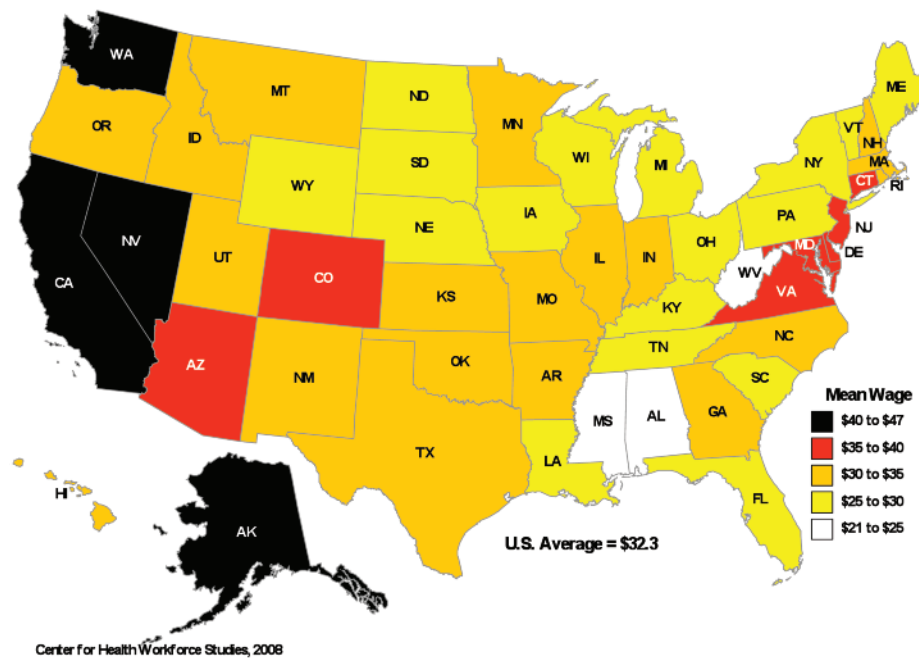 WA
MT
ND
MN
ME
VT
NH
OR
ID
SD
WI
MI
NY
MA
CT
RI
WY
IA
PA
NE
NJ
OH
MD
DE
NV
UT
IL
IN
WV
CA
CO
VA
KS
MO
KY
NC
TN
AZ
NM
OK
AR
SC
MS
AL
GA
TX
LA
FL
HI
AK
Mean Wage
$40 to $47
$35 to $40
$30 to $35
$25 to $30
$21 to $25
U.S. Average = $32.3
Center for Health Workforce Studies, 2008